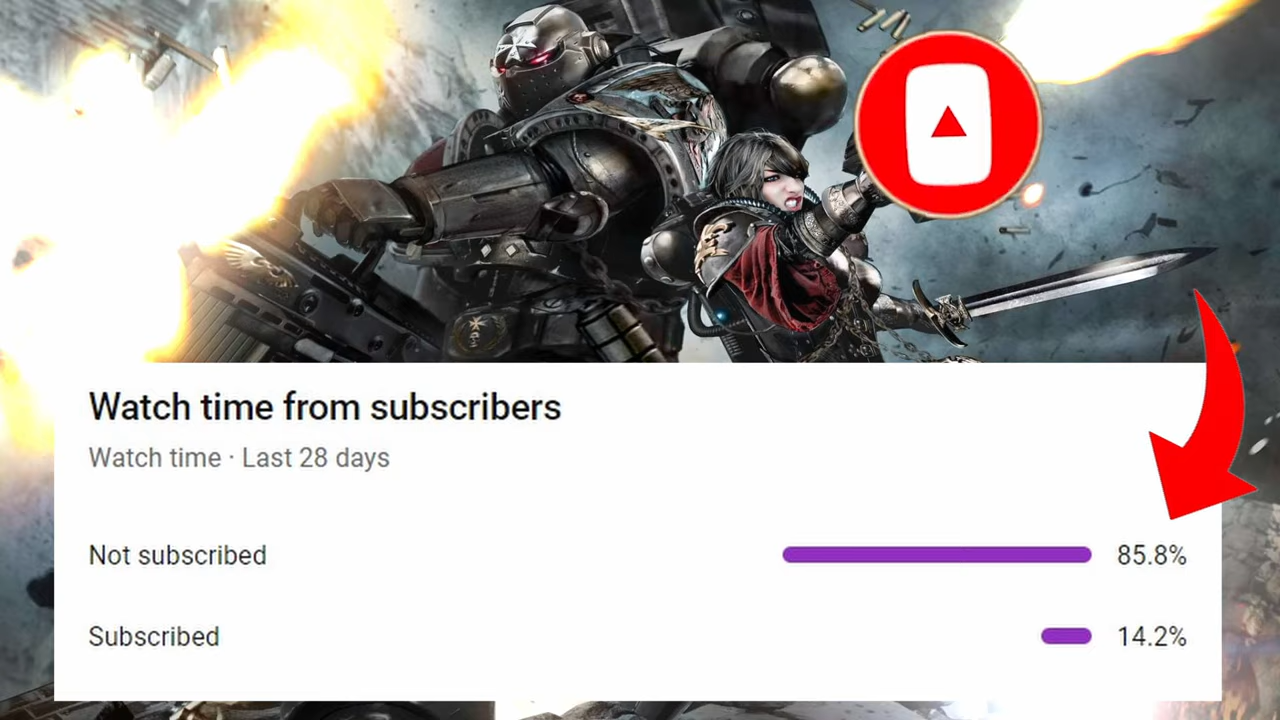 Watch time from subscribers
Watch time · Last 28 days
Not subscribed 85.8%
Subscribed 14.2%